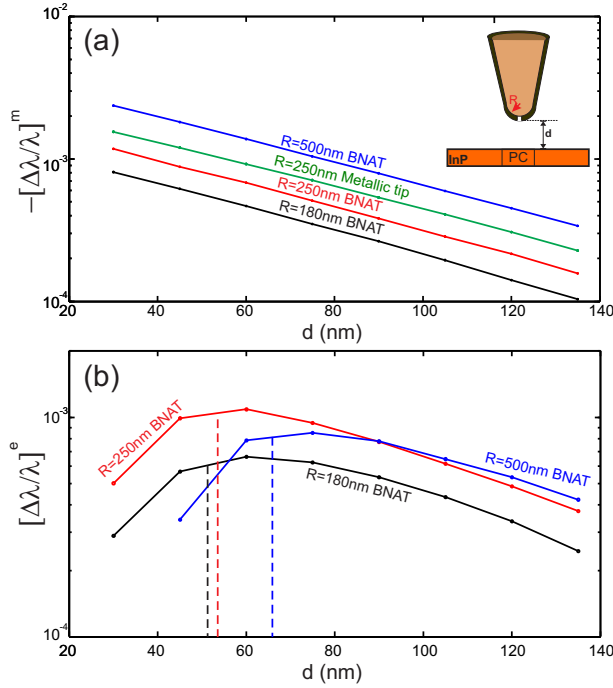 10⁻²
(a)
R
d
InP
PC
R=500nm BNAT
R=250nm Metallic tip
R=250nm BNAT
R=180nm BNAT
10⁻³
10⁻⁴
−[Δλ/λ]ᵐ
20 40 60 80 100 120 140
d (nm)
(b)
10⁻³
R=250nm BNAT
R=500nm BNAT
R=180nm BNAT
[Δλ/λ]ᵉ
10⁻⁴
20 40 60 80 100 120 140
d (nm)